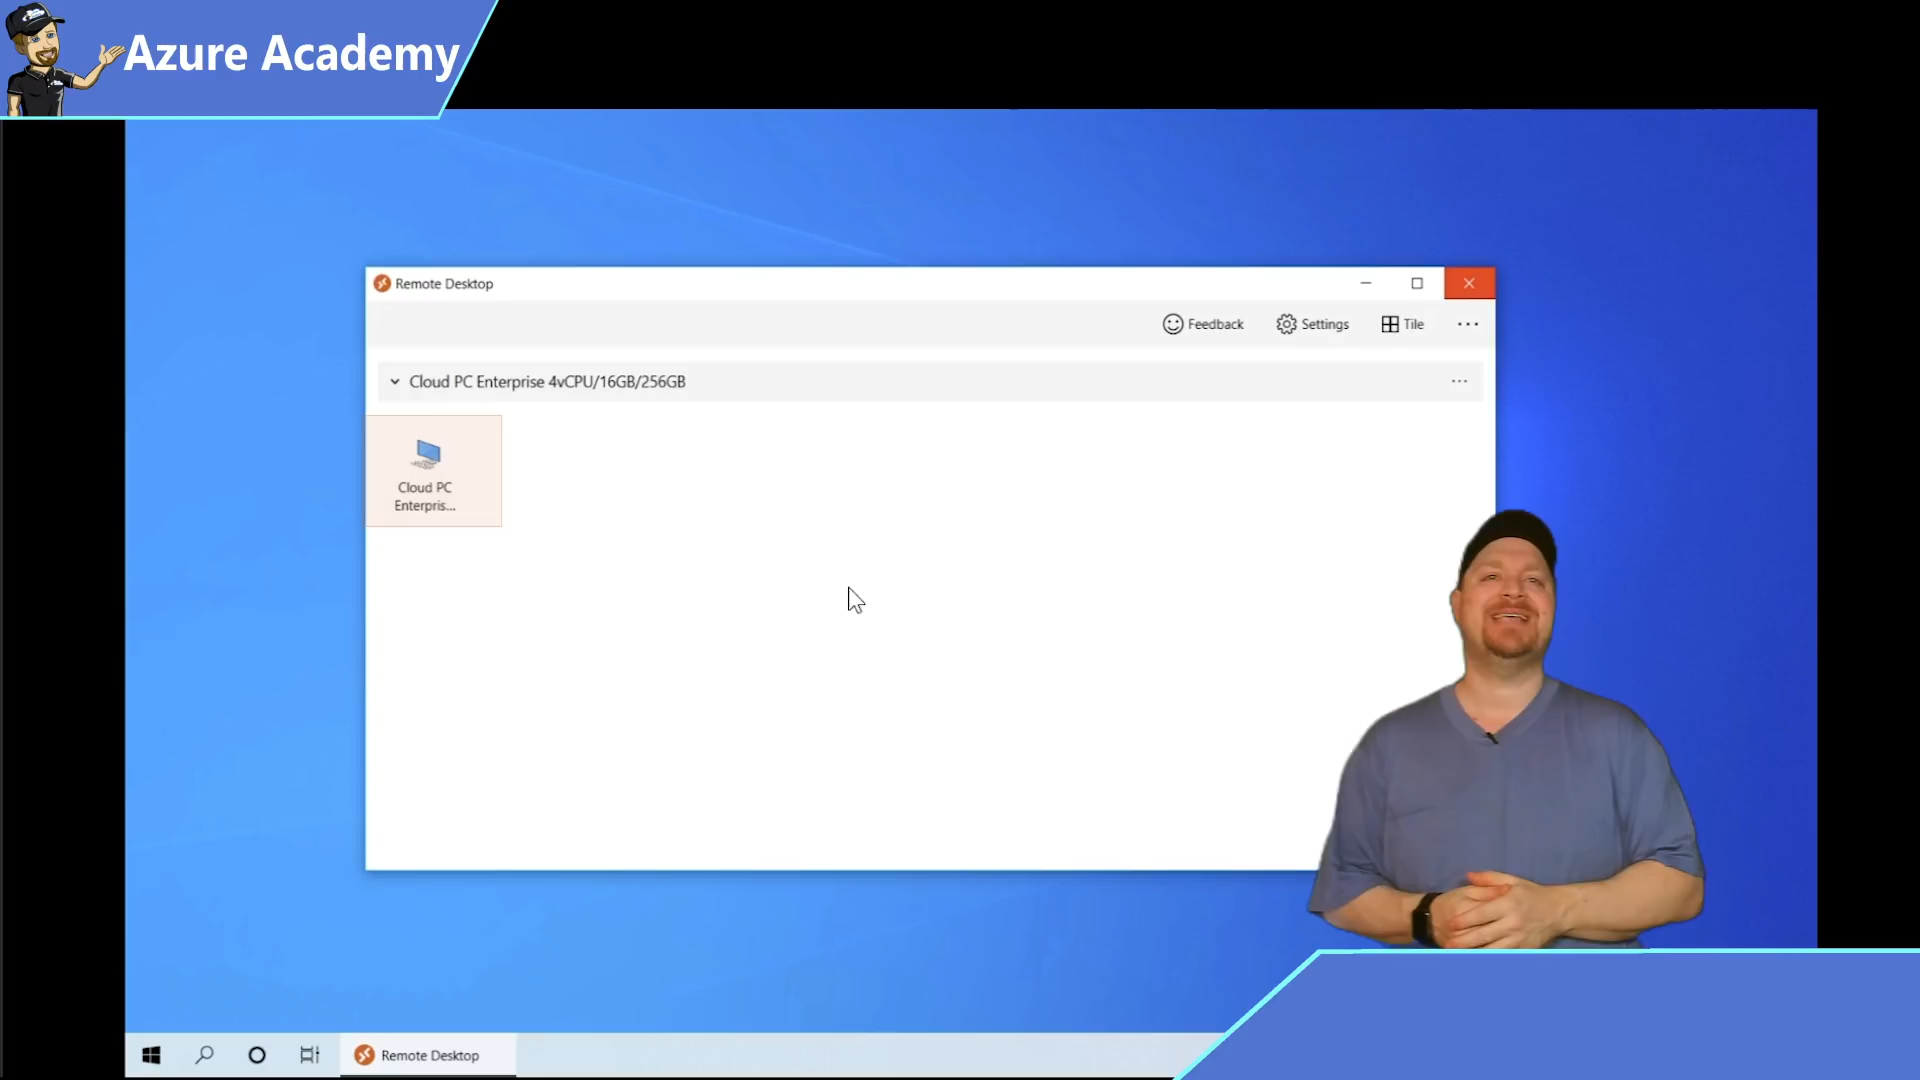 Azure Academy
Remote Desktop
Feedback
Settings
Tile
Cloud PC Enterprise 4vCPU/16GB/256GB
Cloud PC
Enterpris...
Remote Desktop